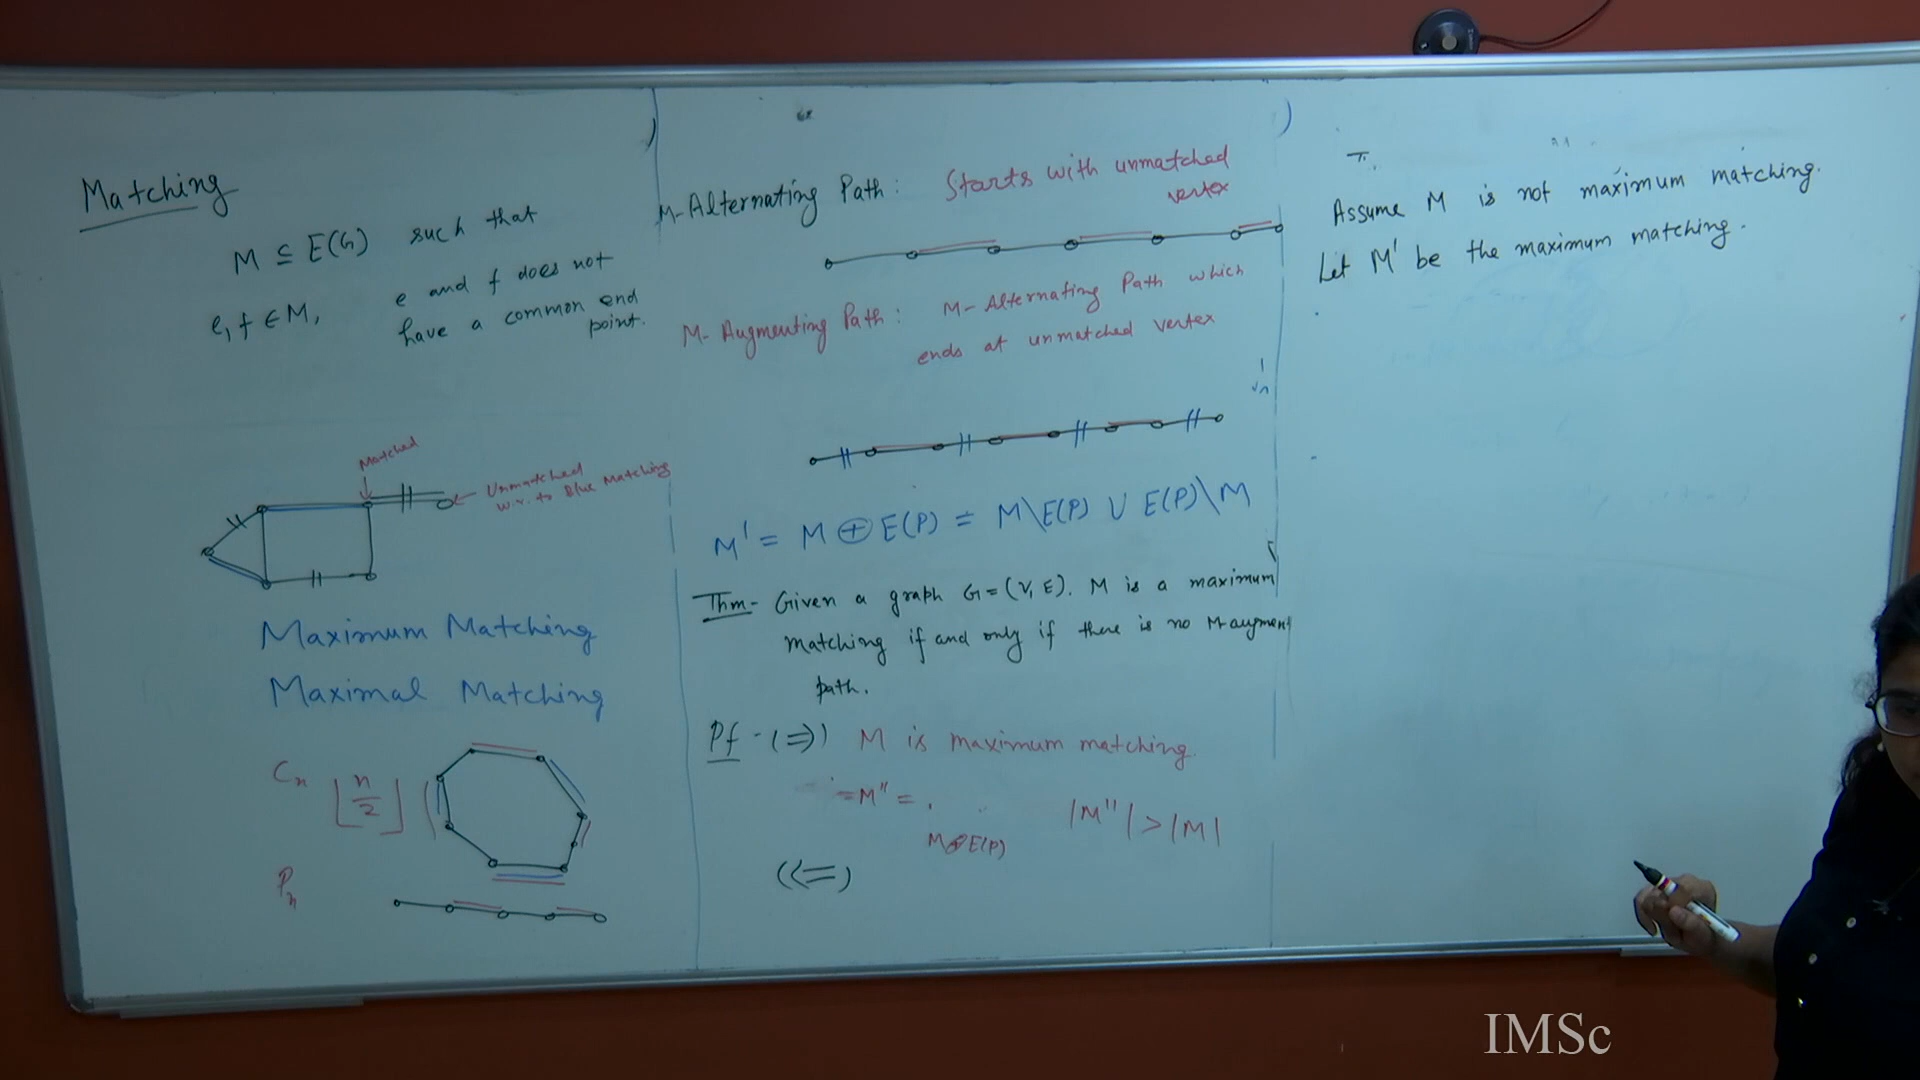 Matching
M ⊆ E(G) such that
e, f ∈ M, e and f does not
have a common end
point.
Matched
Unmatched
w.r. to Blue Matching
Maximum Matching
Maximal Matching
Cn ⌊n/2⌋
Pn
M-Alternating Path: Starts with unmatched
vertex
M-Augmenting Path: M-Alternating Path which
ends at unmatched vertex
M' = M ⊕ E(P) = M\E(P) ∪ E(P)\M
Thm- Given a graph G=(V,E). M is a maximum
matching if and only if there is no M-augment
path.
Pf - (⇒) M is maximum matching.
=M'' = . |M''| > |M|
M⊕E(P)
(⇐)
Assume M is not maximum matching.
Let M' be the maximum matching.
IMSc